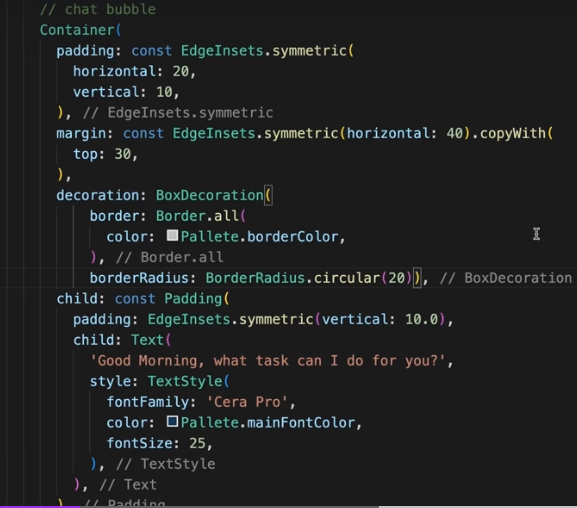 // chat bubble
Container(
padding: const EdgeInsets.symmetric(
horizontal: 20,
vertical: 10,
), // EdgeInsets.symmetric
margin: const EdgeInsets.symmetric(horizontal: 40).copyWith(
top: 30,
),
decoration: BoxDecoration(
border: Border.all(
color: Pallete.borderColor,
), // Border.all
borderRadius: BorderRadius.circular(20)), // BoxDecoration
child: const Padding(
padding: EdgeInsets.symmetric(vertical: 10.0),
child: Text(
'Good Morning, what task can I do for you?',
style: TextStyle(
fontFamily: 'Cera Pro',
color: Pallete.mainFontColor,
fontSize: 25,
), // TextStyle
), // Text
), // Padding